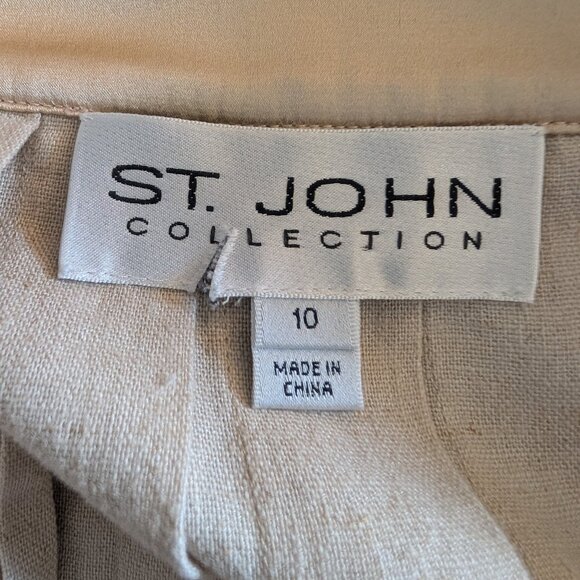 ST. JOHN
COLLECTION
10
MADE IN
CHINA